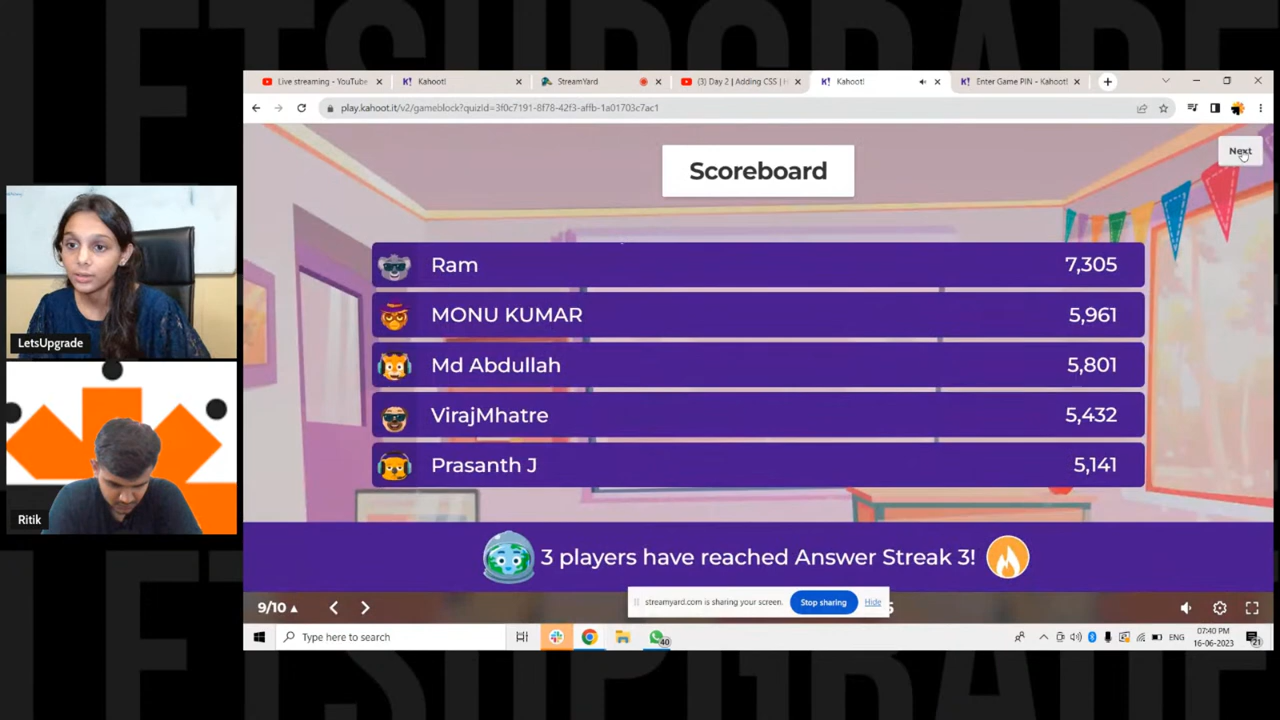 LETSUPGRADE
Live streaming - YouTube
Kahoot!
StreamYard
(3) Day 2 | Adding CSS | H
Kahoot!
Enter Game PIN - Kahoot!
play.kahoot.it/v2/gameblock?quizId=3f0c7191-8f78-42f3-affb-1a01703c7ac1
Next
Scoreboard
Ram 7,305
MONU KUMAR 5,961
Md Abdullah 5,801
VirajMhatre 5,432
Prasanth J 5,141
3 players have reached Answer Streak 3!
LetsUpgrade
Ritik
9/10
streamyard.com is sharing your screen.
Stop sharing
Hide
Type here to search
40
ENG
07:40 PM
16-06-2023
21
LETSUPGRADE